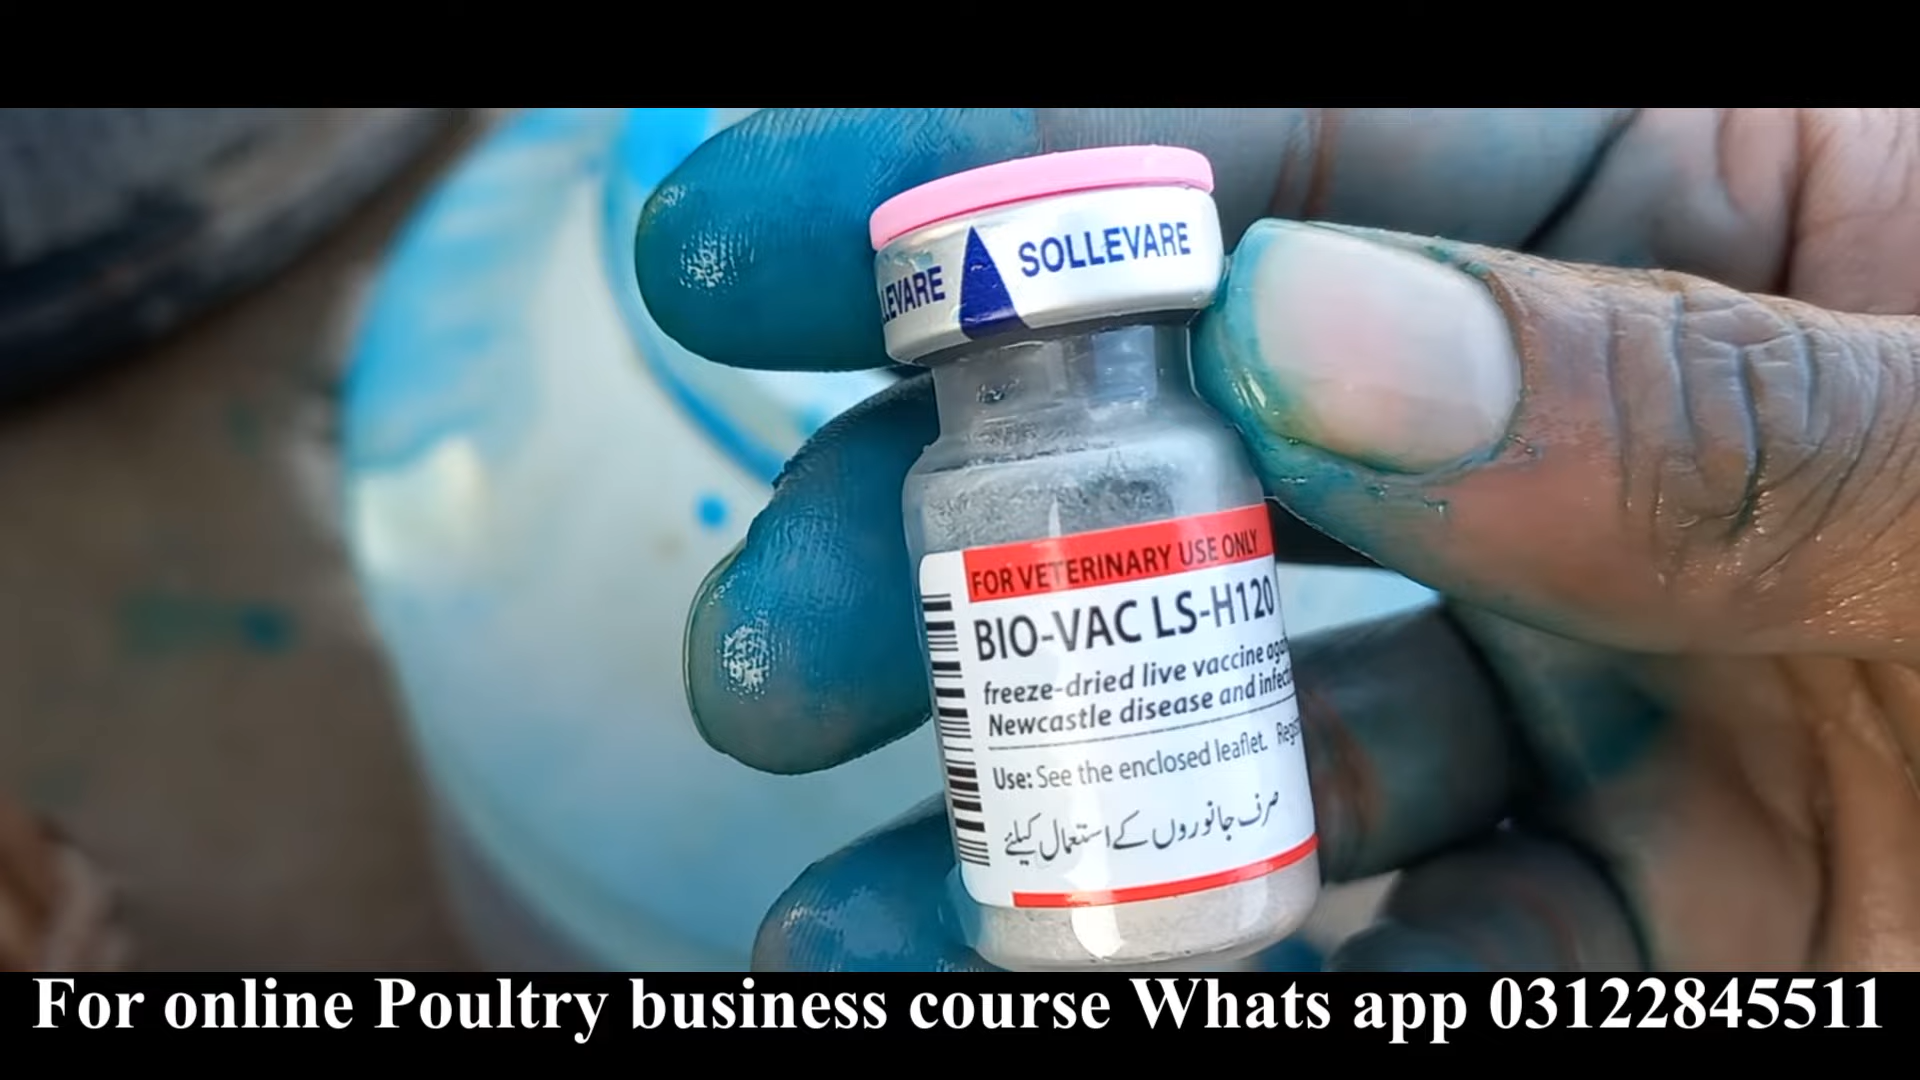 SOLLEVARE
FOR VETERINARY USE ONLY
BIO-VAC LS-H120
freeze-dried live vaccine
Newcastle disease and
Use: See the enclosed leaflet.
صرف جانوروں کے استعمال کیلئے
For online Poultry business course Whats app 03122845511